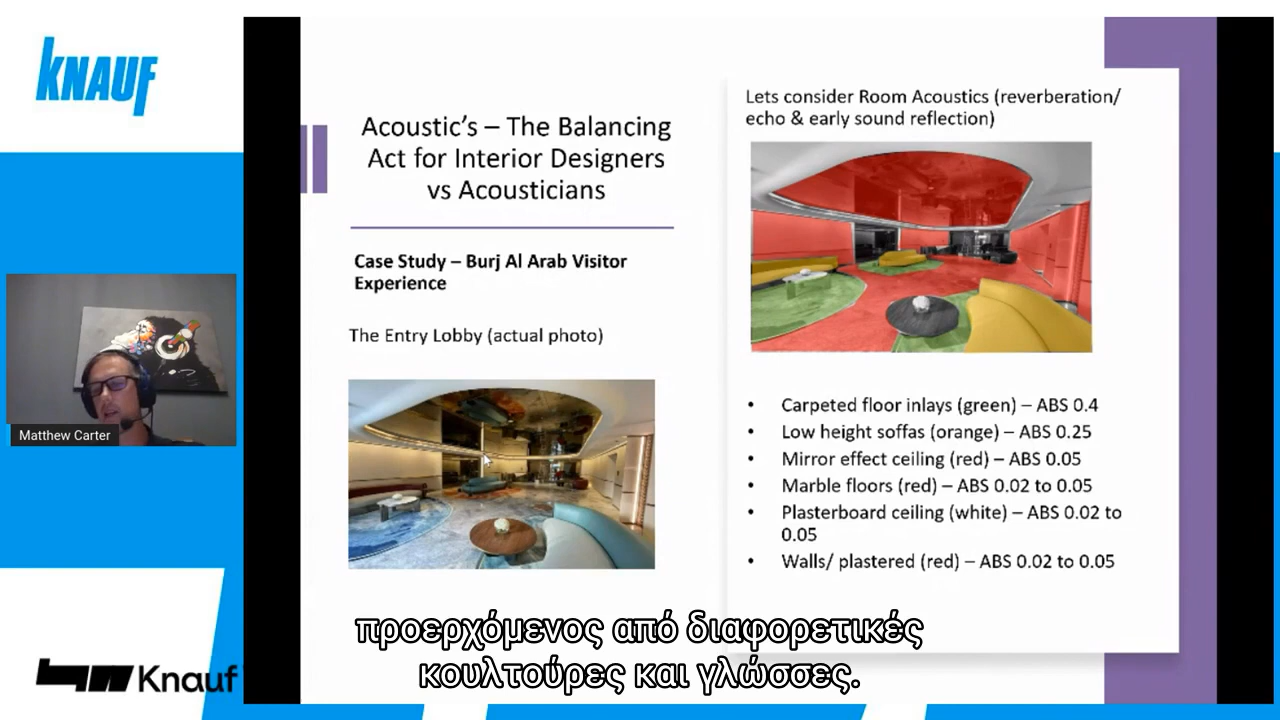 KNAUF
Acoustic's – The Balancing
Act for Interior Designers
vs Acousticians
Case Study – Burj Al Arab Visitor
Experience
The Entry Lobby (actual photo)
Lets consider Room Acoustics (reverberation/
echo & early sound reflection)
• Carpeted floor inlays (green) – ABS 0.4
• Low height soffas (orange) – ABS 0.25
• Mirror effect ceiling (red) – ABS 0.05
• Marble floors (red) – ABS 0.02 to 0.05
• Plasterboard ceiling (white) – ABS 0.02 to
0.05
• Walls/ plastered (red) – ABS 0.02 to 0.05
Matthew Carter
προερχόμενος από διαφορετικές
κουλτούρες και γλώσσες.
Knauf